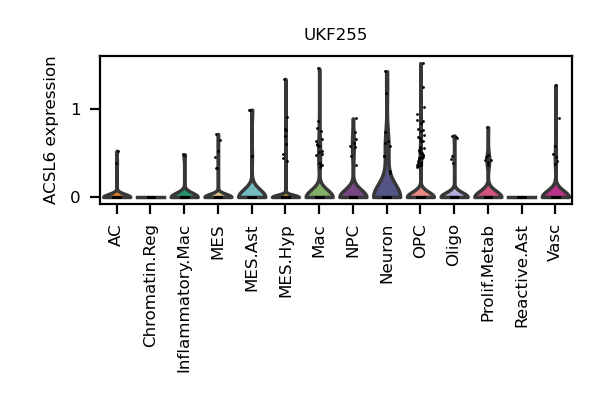 UKF255
ACSL6 expression
1
0
AC
Chromatin.Reg
Inflammatory.Mac
MES
MES.Ast
MES.Hyp
Mac
NPC
Neuron
OPC
Oligo
Prolif.Metab
Reactive.Ast
Vasc